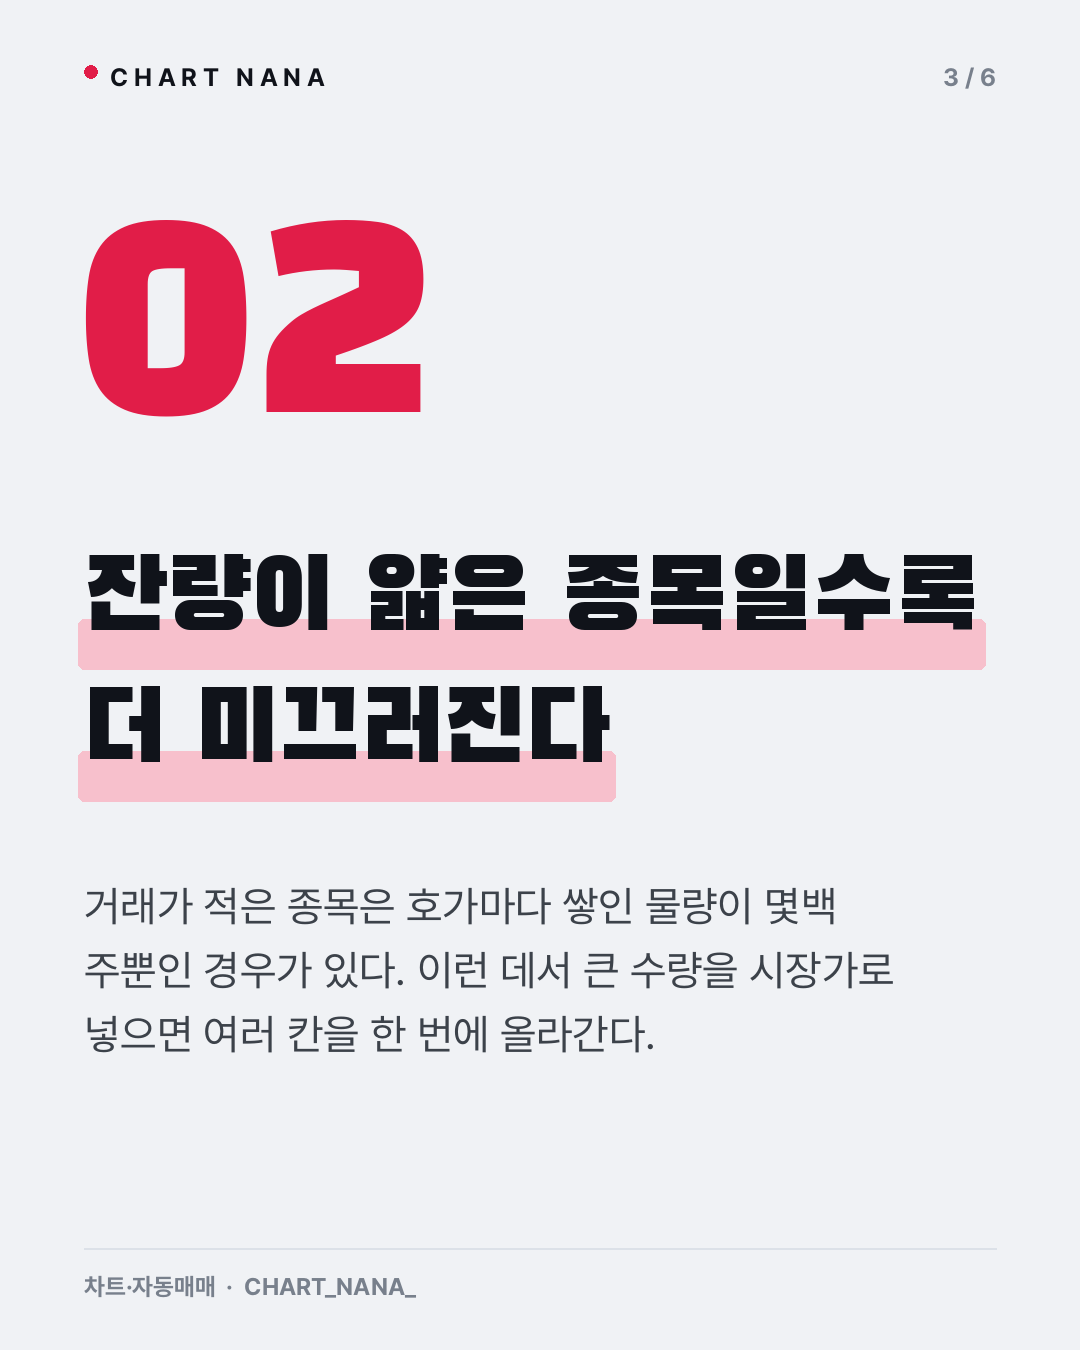 CHART NANA
3 / 6
02
잔량이 얇은 종목일수록
더 미끄러진다
거래가 적은 종목은 호가마다 쌓인 물량이 몇백
주뿐인 경우가 있다. 이런 데서 큰 수량을 시장가로
넣으면 여러 칸을 한 번에 올라간다.
차트·자동매매 · CHART_NANA_